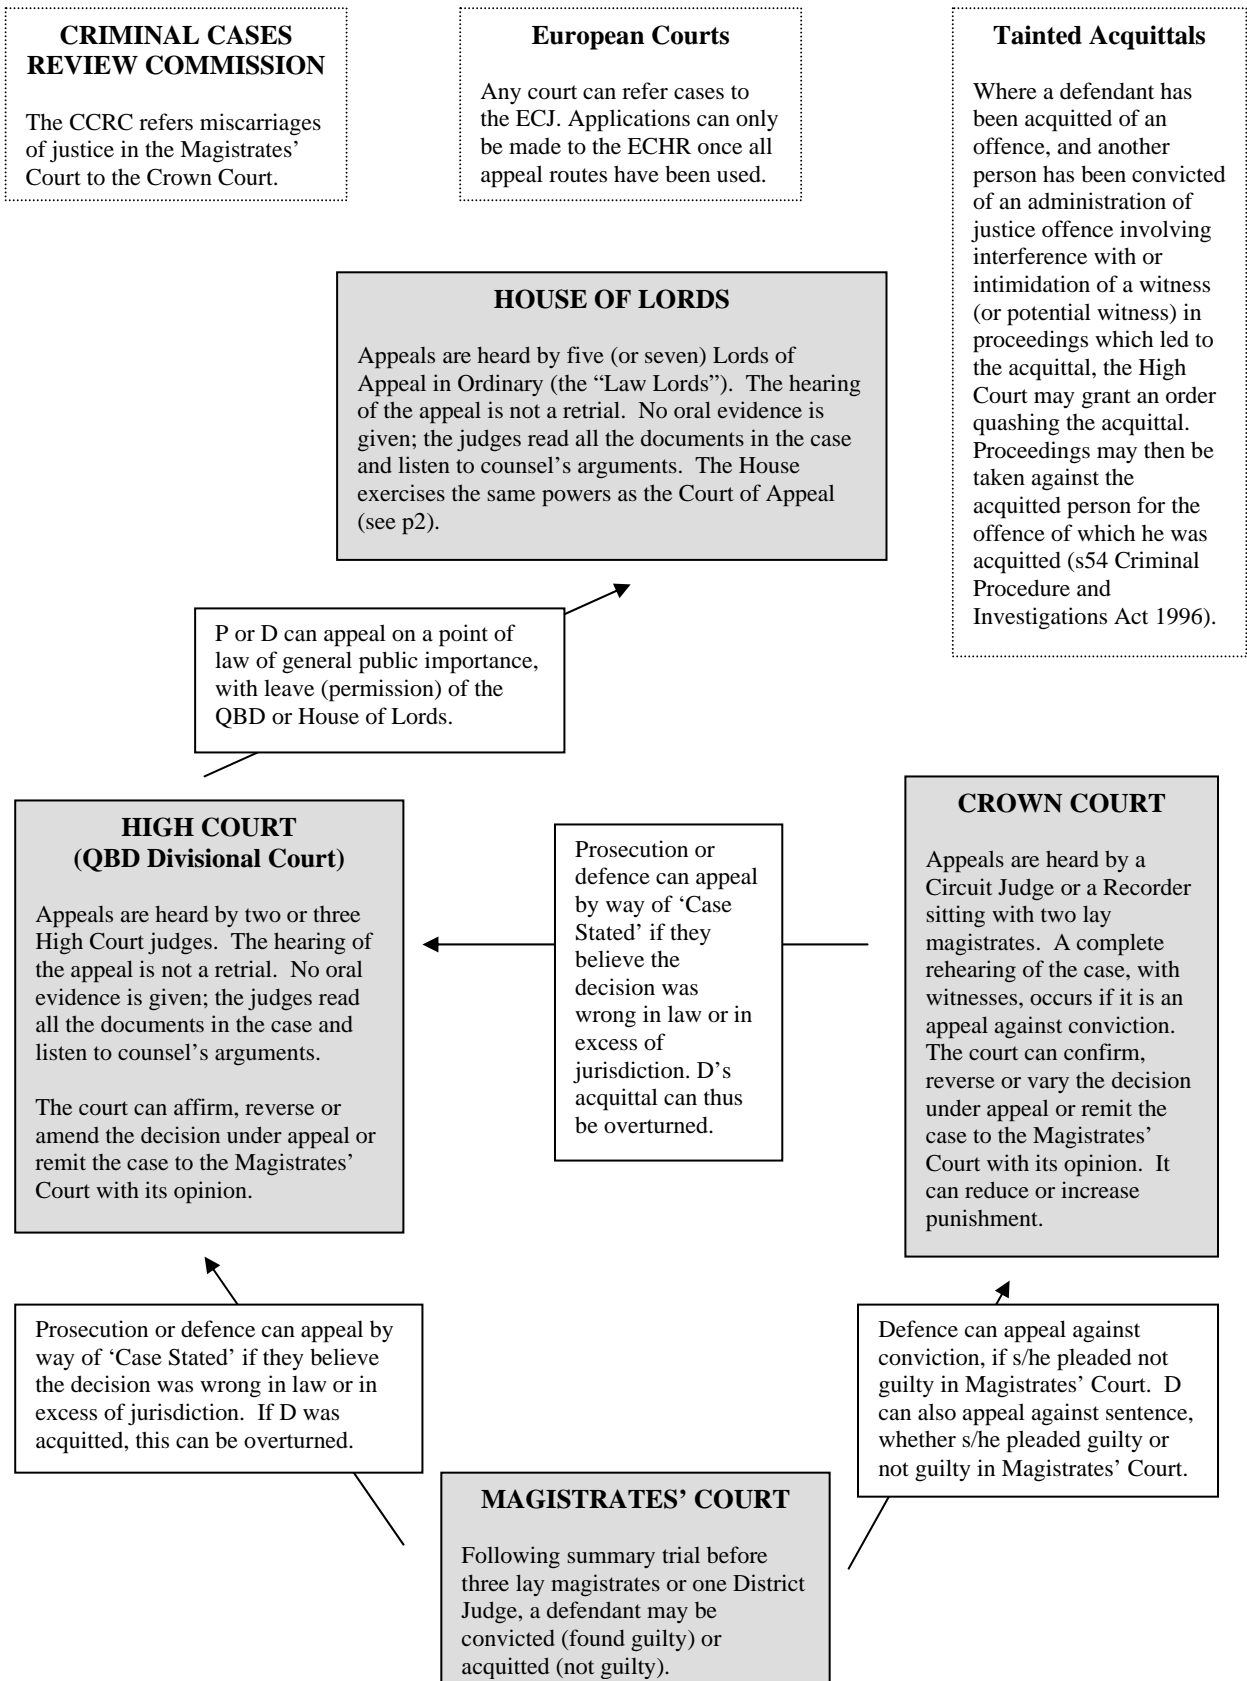 CRIMINAL CASES
REVIEW COMMISSION
The CCRC refers miscarriages
of justice in the Magistrates’
Court to the Crown Court.
European Courts
Any court can refer cases to
the ECJ. Applications can only
be made to the ECHR once all
appeal routes have been used.
Tainted Acquittals
Where a defendant has
been acquitted of an
offence, and another
person has been convicted
of an administration of
justice offence involving
interference with or
intimidation of a witness
(or potential witness) in
proceedings which led to
the acquittal, the High
Court may grant an order
quashing the acquittal.
Proceedings may then be
taken against the
acquitted person for the
offence of which he was
acquitted (s54 Criminal
Procedure and
Investigations Act 1996).
HOUSE OF LORDS
Appeals are heard by five (or seven) Lords of
Appeal in Ordinary (the “Law Lords”). The hearing
of the appeal is not a retrial. No oral evidence is
given; the judges read all the documents in the case
and listen to counsel’s arguments. The House
exercises the same powers as the Court of Appeal
(see p2).
P or D can appeal on a point of
law of general public importance,
with leave (permission) of the
QBD or House of Lords.
HIGH COURT
(QBD Divisional Court)
Appeals are heard by two or three
High Court judges. The hearing of
the appeal is not a retrial. No oral
evidence is given; the judges read
all the documents in the case and
listen to counsel’s arguments.
The court can affirm, reverse or
amend the decision under appeal or
remit the case to the Magistrates’
Court with its opinion.
Prosecution or
defence can appeal
by way of ‘Case
Stated’ if they
believe the
decision was
wrong in law or in
excess of
jurisdiction. D’s
acquittal can thus
be overturned.
CROWN COURT
Appeals are heard by a
Circuit Judge or a Recorder
sitting with two lay
magistrates. A complete
rehearing of the case, with
witnesses, occurs if it is an
appeal against conviction.
The court can confirm,
reverse or vary the decision
under appeal or remit the
case to the Magistrates’
Court with its opinion. It
can reduce or increase
punishment.
Prosecution or defence can appeal by
way of ‘Case Stated’ if they believe
the decision was wrong in law or in
excess of jurisdiction. If D was
acquitted, this can be overturned.
Defence can appeal against
conviction, if s/he pleaded not
guilty in Magistrates’ Court. D
can also appeal against sentence,
whether s/he pleaded guilty or
not guilty in Magistrates’ Court.
MAGISTRATES’ COURT
Following summary trial before
three lay magistrates or one District
Judge, a defendant may be
convicted (found guilty) or
acquitted (not guilty).